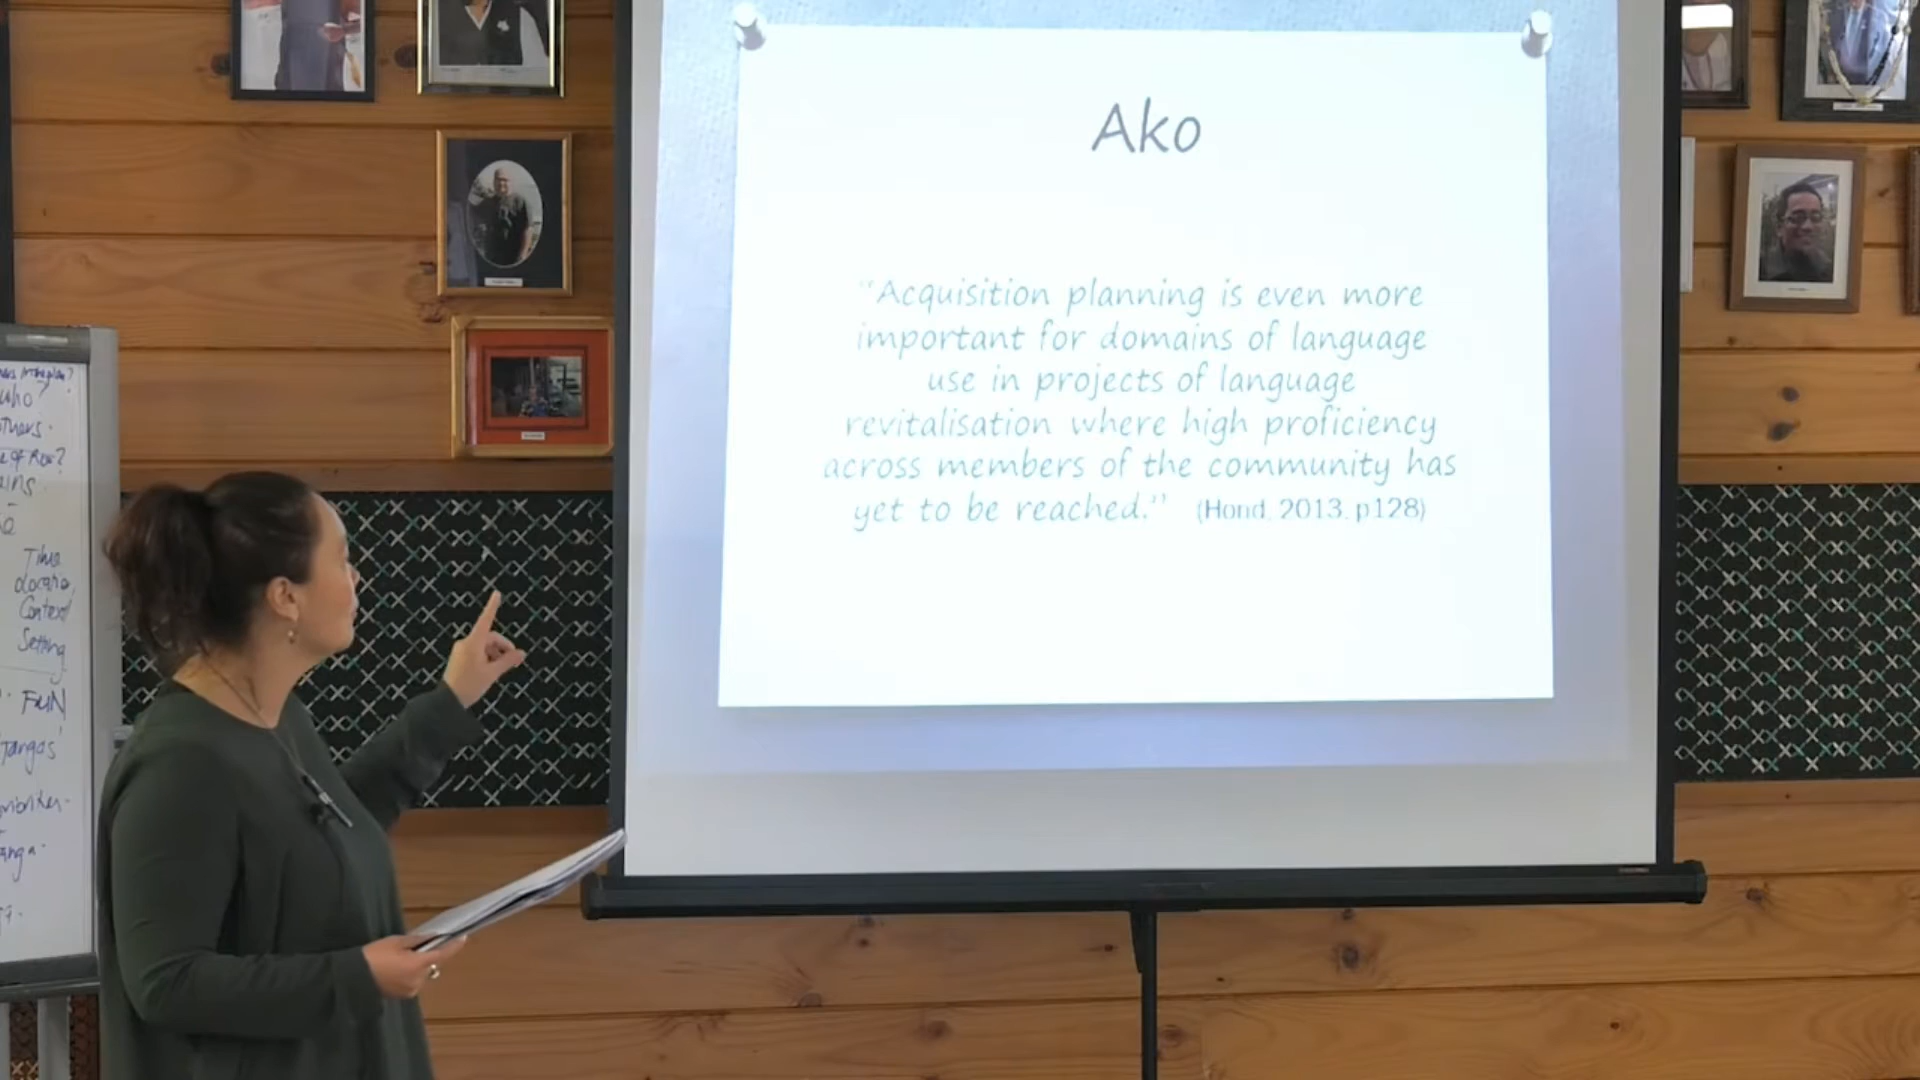 Ako
"Acquisition planning is even more
important for domains of language
use in projects of language
revitalisation where high proficiency
across members of the community has
yet to be reached." (Hond, 2013, p128)
who?
Time
Context
Setting
FUN